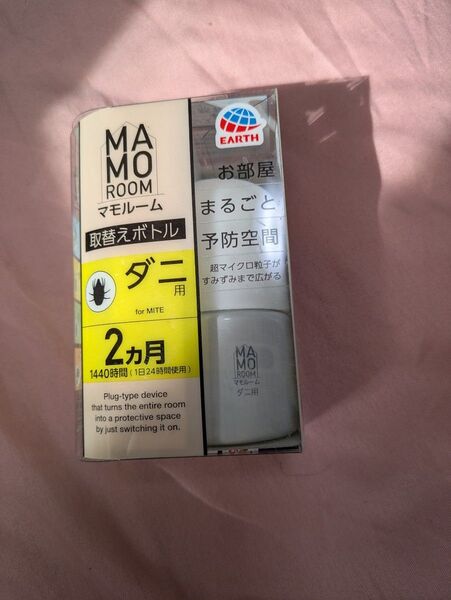 MA
MO
ROOM
マモルーム
取替えボトル
ダニ用
for MITE
2ヵ月
1440時間(1日24時間使用)
Plug-type device
that turns the entire room
into a protective space
by just switching it on.
EARTH
お部屋
まるごと
予防空間
超マイクロ粒子が
すみずみまで広がる
MA
MO
ROOM
マモルーム
ダニ用